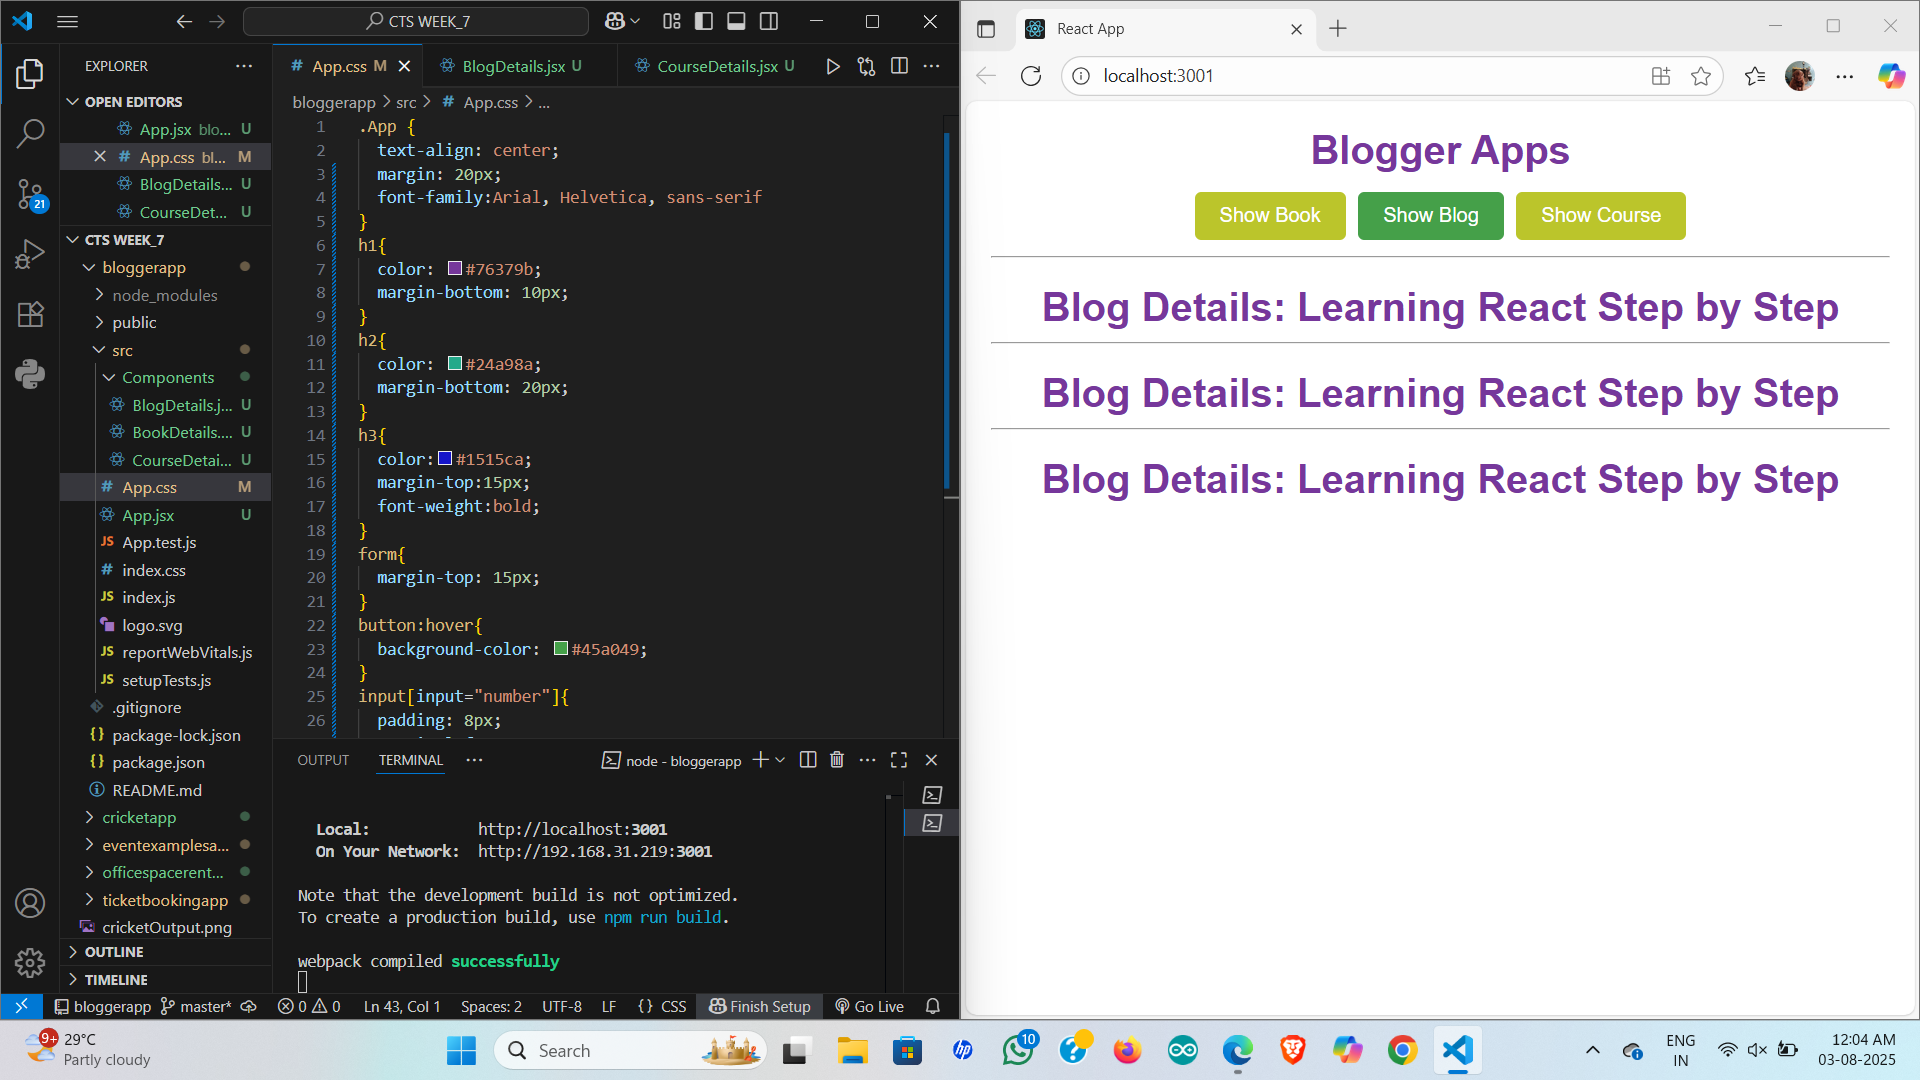 CTS WEEK_7
EXPLORER
OPEN EDITORS
App.jsx blo... U
App.css bl... M
BlogDetails... U
CourseDet... U
CTS WEEK_7
bloggerapp
node_modules
public
src
Components
BlogDetails.j... U
BookDetails.... U
CourseDetai... U
App.css M
App.jsx U
App.test.js
index.css
index.js
logo.svg
reportWebVitals.js
setupTests.js
.gitignore
package-lock.json
package.json
README.md
cricketapp
eventexamplesa...
officespacerent...
ticketbookingapp
cricketOutput.png
OUTLINE
TIMELINE
21
App.css M
BlogDetails.jsx U
CourseDetails.jsx U
bloggerapp > src > # App.css > ...
1 .App {
2 text-align: center;
3 margin: 20px;
4 font-family:Arial, Helvetica, sans-serif
5 }
6 h1{
7 color: #76379b;
8 margin-bottom: 10px;
9 }
10 h2{
11 color: #24a98a;
12 margin-bottom: 20px;
13 }
14 h3{
15 color: #1515ca;
16 margin-top:15px;
17 font-weight:bold;
18 }
19 form{
20 margin-top: 15px;
21 }
22 button:hover{
23 background-color: #45a049;
24 }
25 input[input="number"]{
26 padding: 8px;
OUTPUT TERMINAL
node - bloggerapp
Local: http://localhost:3001
On Your Network: http://192.168.31.219:3001
Note that the development build is not optimized.
To create a production build, use npm run build.
webpack compiled successfully
bloggerapp master* 0 0 Ln 43, Col 1 Spaces: 2 UTF-8 LF {} CSS Finish Setup Go Live
React App
localhost:3001
Blogger Apps
Show Book
Show Blog
Show Course
Blog Details: Learning React Step by Step
Blog Details: Learning React Step by Step
Blog Details: Learning React Step by Step
9+
29°C
Partly cloudy
Search
hp
10
ENG
IN
12:04 AM
03-08-2025